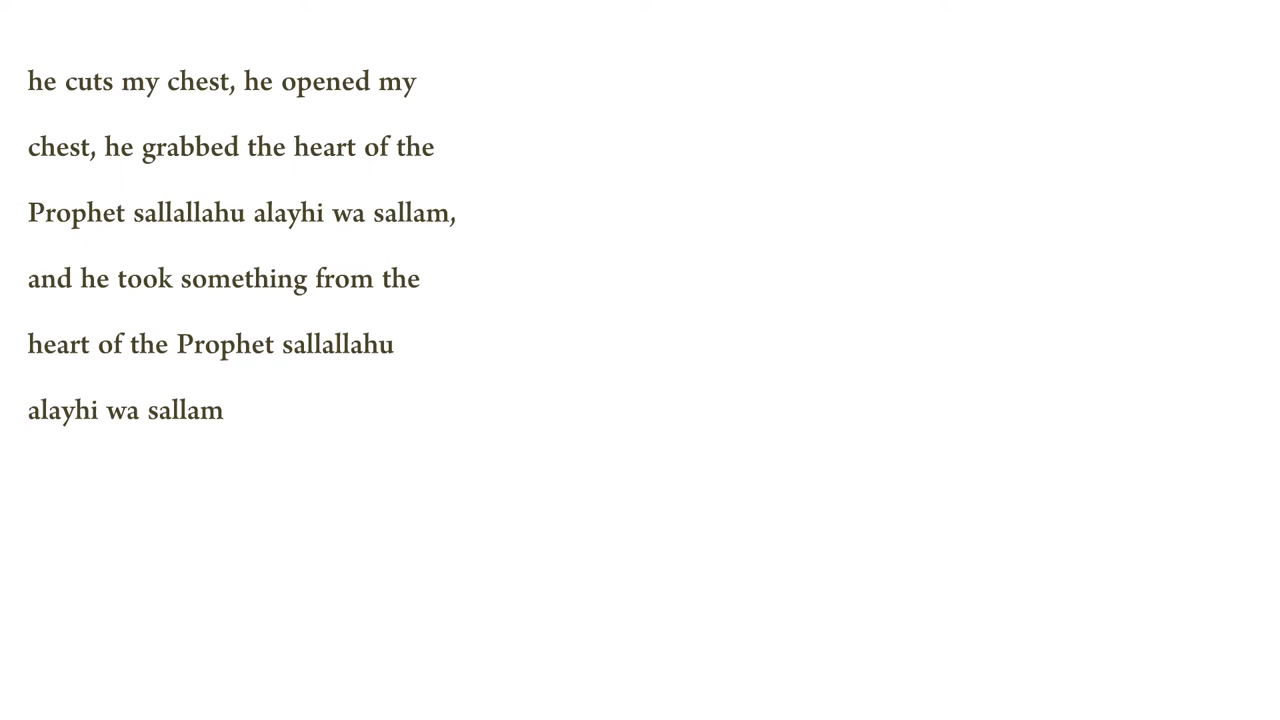 he cuts my chest, he opened my
chest, he grabbed the heart of the
Prophet sallallahu alayhi wa sallam,
and he took something from the
heart of the Prophet sallallahu
alayhi wa sallam